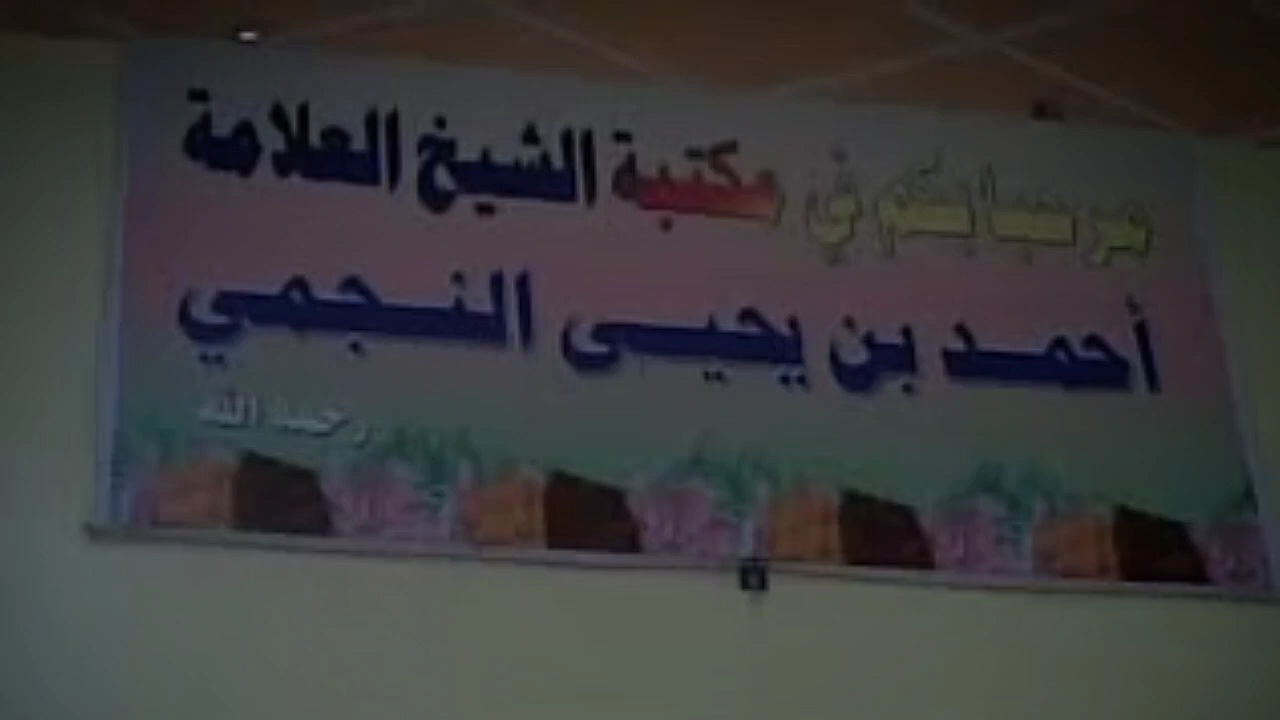 مرحبا بكم في مكتبة الشيخ العلامة
أحمد بن يحيى النجمي
رحمه الله